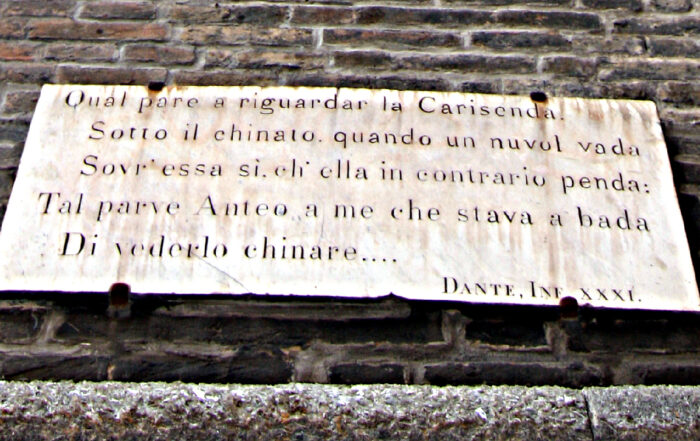 Qual pare a riguardar la Carisenda.
Sotto il chinato. quando un nuvol vada
Sovr' essa sì. ch' ella in contrario penda:
Tal parve Anteo a me che stava a bada
Di vederlo chinare....
DANTE, INF. XXXI.